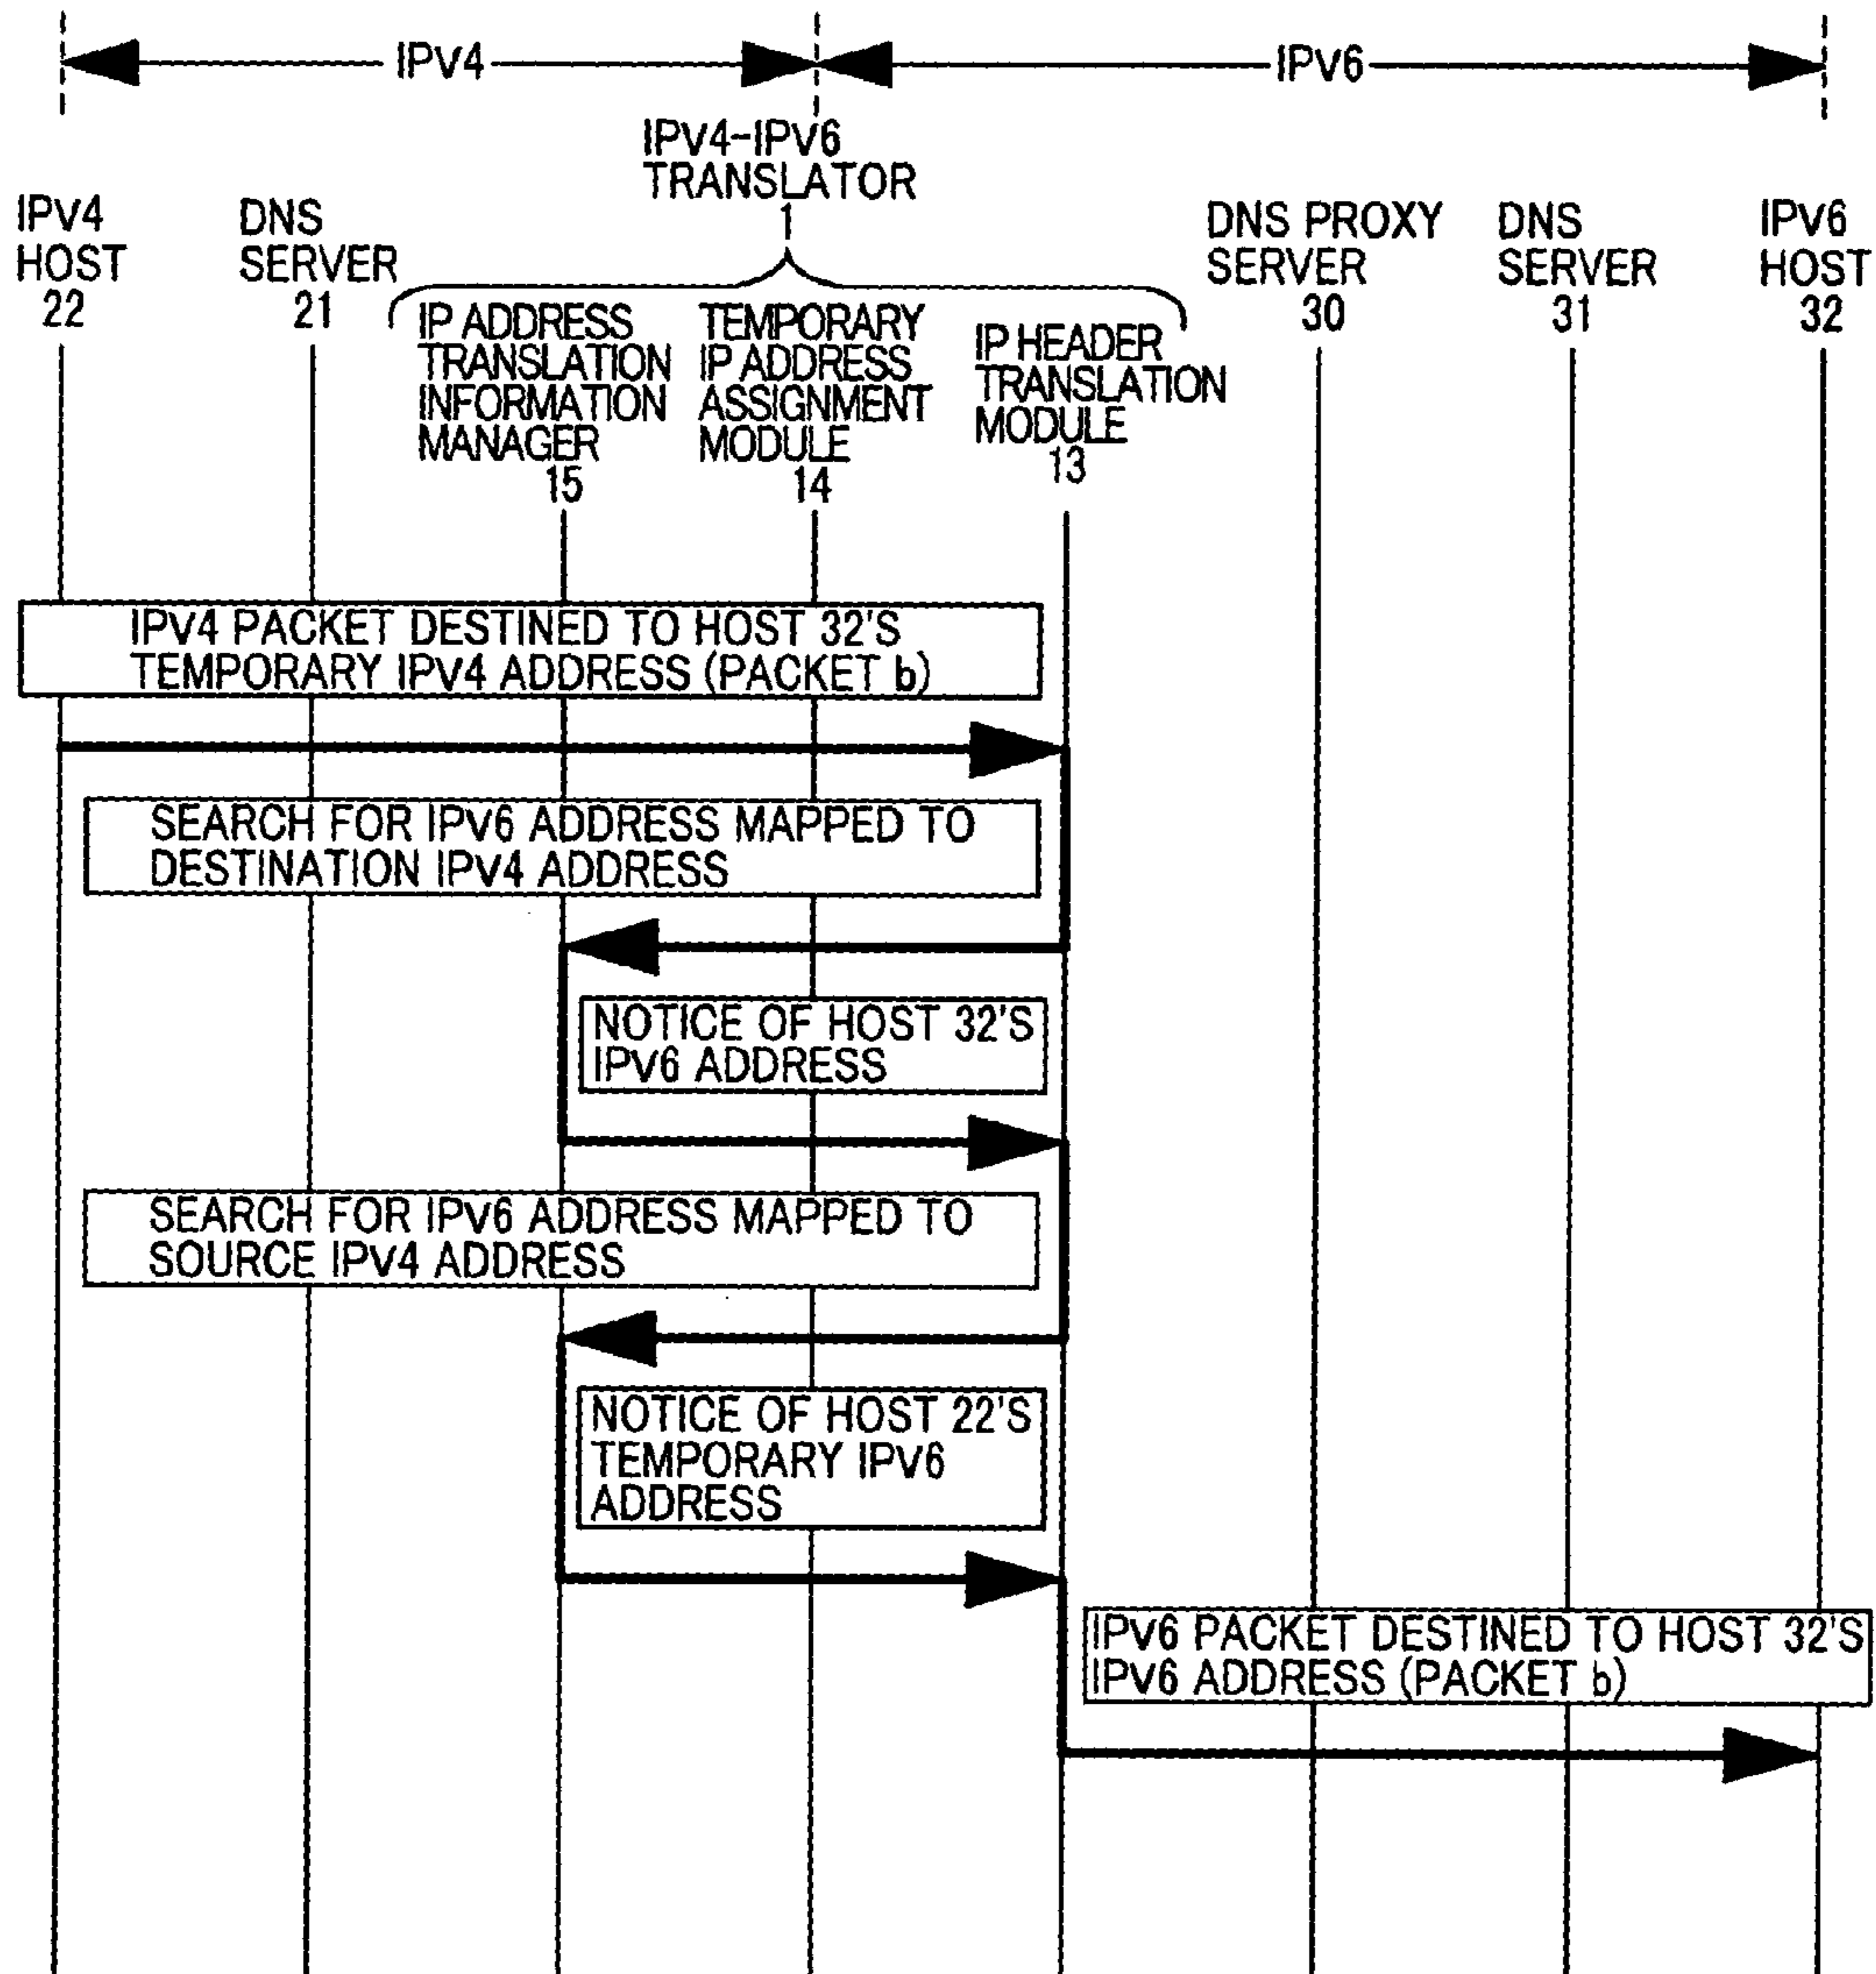 IPV4
IPV6
IPV4-IPV6
TRANSLATOR
1
IPV4
HOST
22
DNS
SERVER
21
IP ADDRESS
TRANSLATION
INFORMATION
MANAGER
15
TEMPORARY
IP ADDRESS
ASSIGNMENT
MODULE
14
IP HEADER
TRANSLATION
MODULE
13
DNS PROXY
SERVER
30
DNS
SERVER
31
IPV6
HOST
32
IPV4 PACKET DESTINED TO HOST 32'S
TEMPORARY IPV4 ADDRESS (PACKET b)
SEARCH FOR IPV6 ADDRESS MAPPED TO
DESTINATION IPV4 ADDRESS
NOTICE OF HOST 32'S
IPV6 ADDRESS
SEARCH FOR IPV6 ADDRESS MAPPED TO
SOURCE IPV4 ADDRESS
NOTICE OF HOST 22'S
TEMPORARY IPV6
ADDRESS
IPV6 PACKET DESTINED TO HOST 32'S
IPV6 ADDRESS (PACKET b)